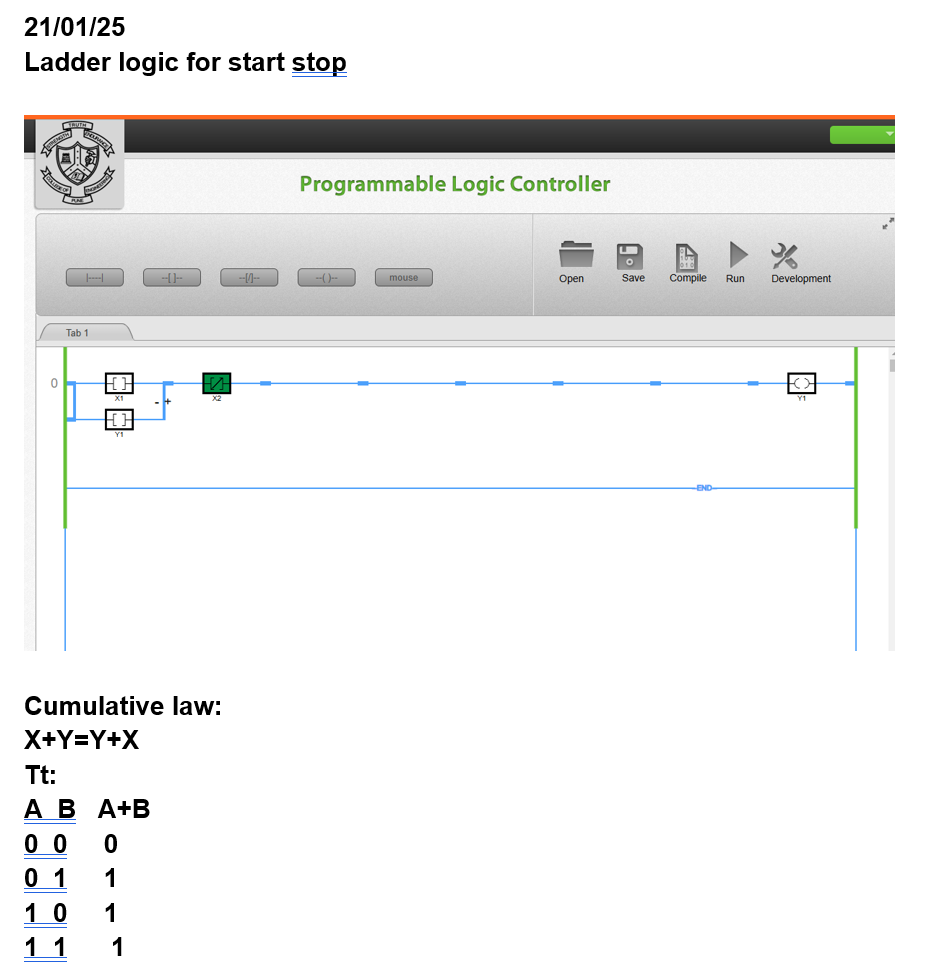 21/01/25
Ladder logic for start stop
TRUTH
STRENGTH ENDURANCE
COLLEGE OF ENGINEERING
PUNE
Programmable Logic Controller
|----| --[ ]-- --[/]-- --( )-- mouse
Open Save Compile Run Development
Tab 1
0
X1 X2 Y1
- +
Y1
END
Cumulative law:
X+Y=Y+X
Tt:
A B A+B
0 0 0
0 1 1
1 0 1
1 1 1